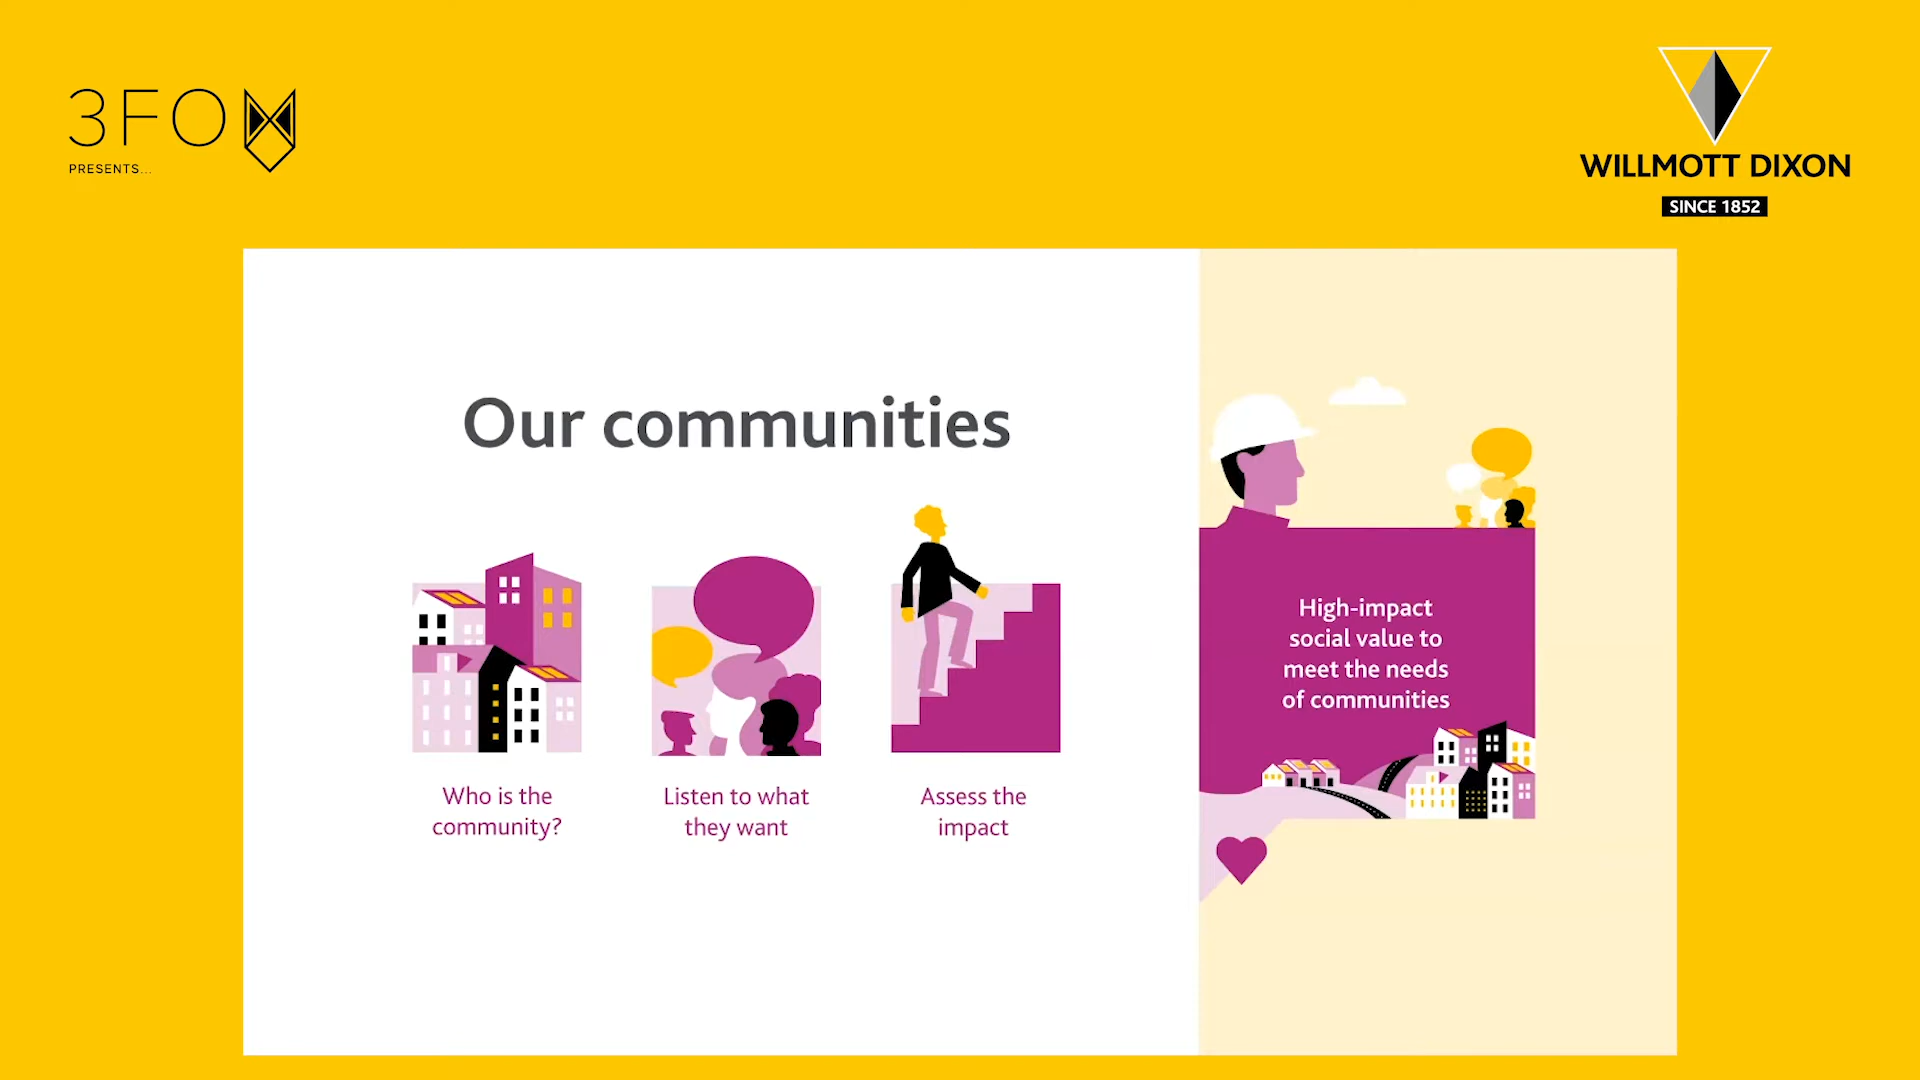 3FOX
PRESENTS...
WILLMOTT DIXON
SINCE 1852
Our communities
Who is the
community?
Listen to what
they want
Assess the
impact
High-impact
social value to
meet the needs
of communities